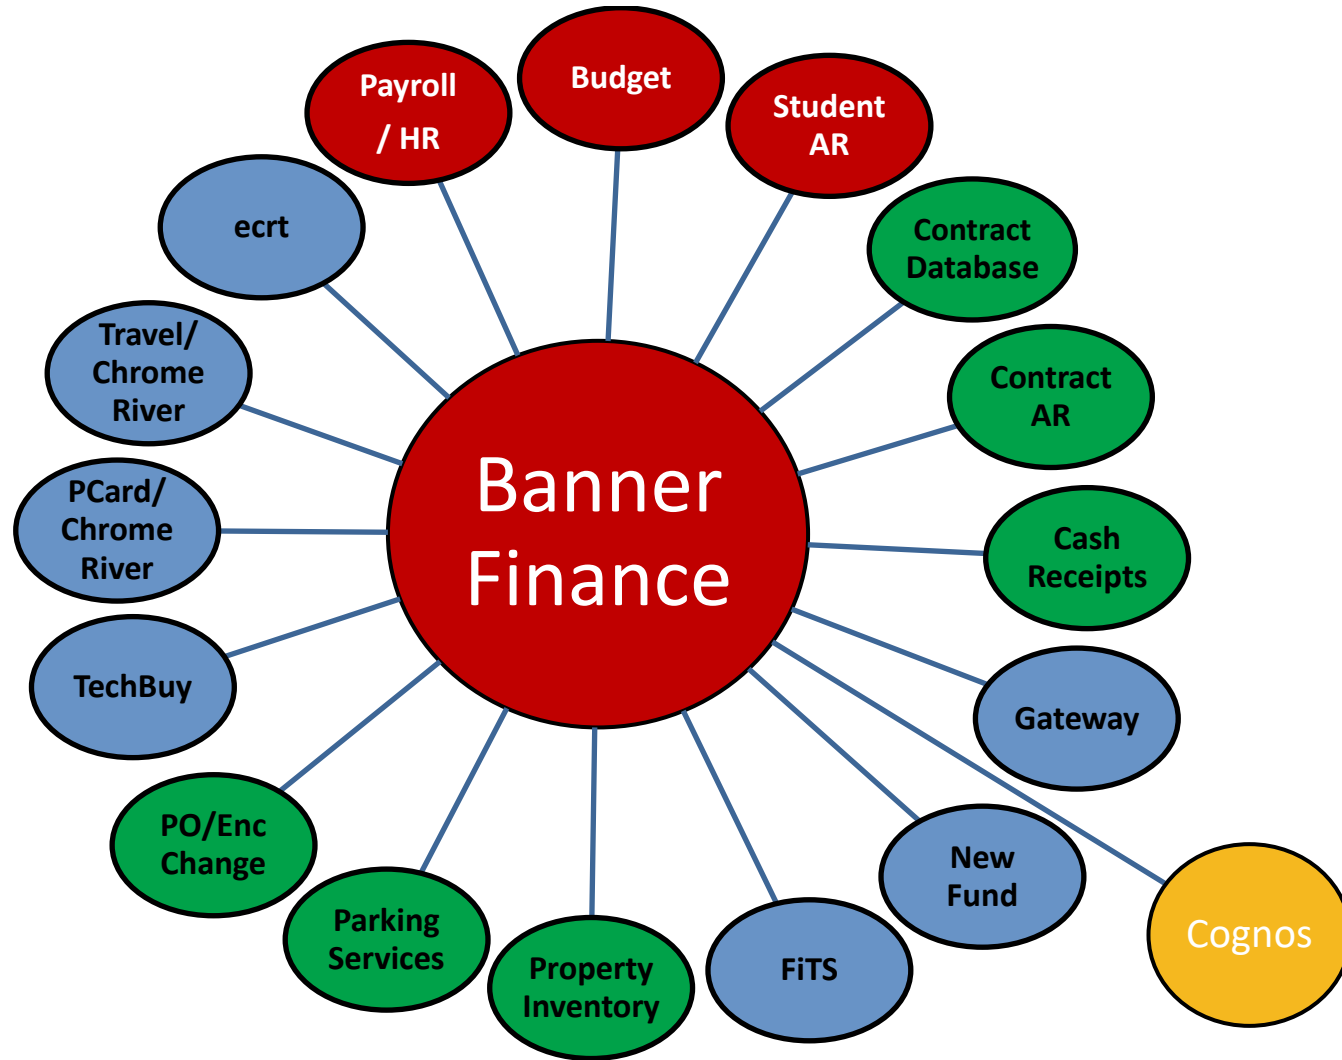 Budget
Payroll
/ HR
Student
AR
ecrt
Contract
Database
Travel/
Chrome
River
Contract
AR
Banner
Finance
PCard/
Chrome
River
Cash
Receipts
TechBuy
Gateway
PO/Enc
Change
New
Fund
Parking
Services
Property
Inventory
FiTS
Cognos